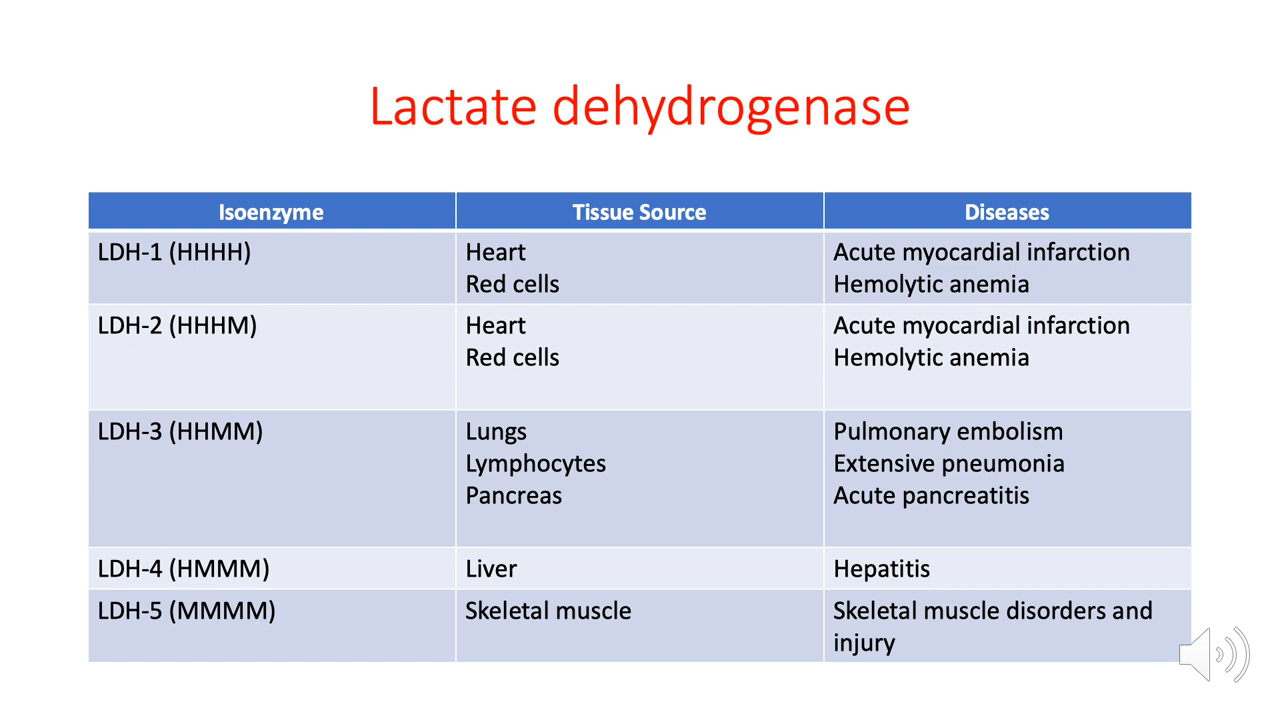 Lactate dehydrogenase
Isoenzyme Tissue Source Diseases
LDH-1 (HHHH) Heart Acute myocardial infarction
Red cells Hemolytic anemia
LDH-2 (HHHM) Heart Acute myocardial infarction
Red cells Hemolytic anemia
LDH-3 (HHMM) Lungs Pulmonary embolism
Lymphocytes Extensive pneumonia
Pancreas Acute pancreatitis
LDH-4 (HMMM) Liver Hepatitis
LDH-5 (MMMM) Skeletal muscle Skeletal muscle disorders and
injury